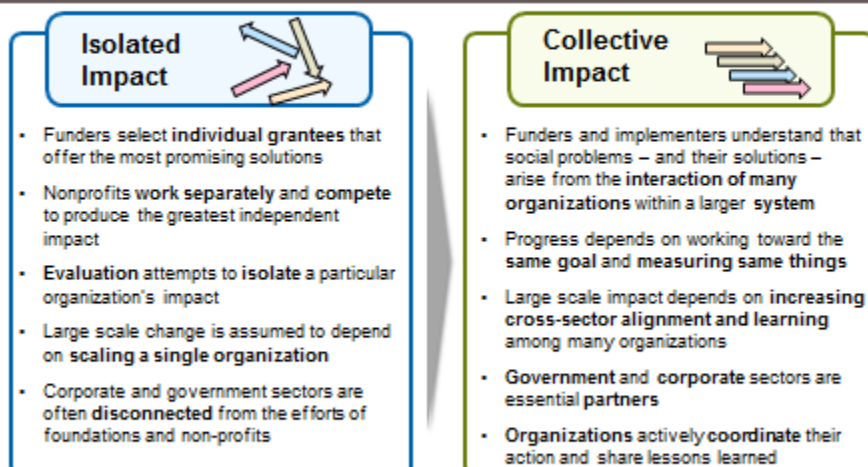 Isolated
Impact
• Funders select individual grantees that
offer the most promising solutions
• Nonprofits work separately and compete
to produce the greatest independent
impact
• Evaluation attempts to isolate a particular
organization's impact
• Large scale change is assumed to depend
on scaling a single organization
• Corporate and government sectors are
often disconnected from the efforts of
foundations and non-profits
Collective
Impact
• Funders and implementers understand that
social problems – and their solutions –
arise from the interaction of many
organizations within a larger system
• Progress depends on working toward the
same goal and measuring same things
• Large scale impact depends on increasing
cross-sector alignment and learning
among many organizations
• Government and corporate sectors are
essential partners
• Organizations actively coordinate their
action and share lessons learned